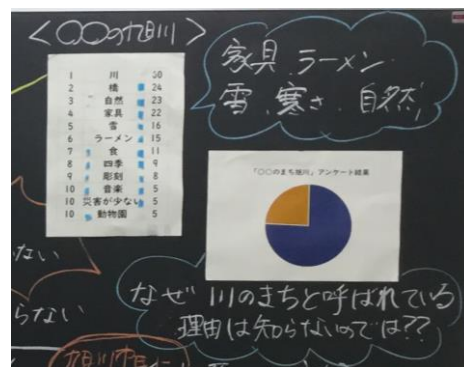 <〇〇の旭川>
1 川 30
2 橋 24
3 自然 23
4 家具 22
5 雪 16
6 ラーメン 15
7 食 11
8 四季 9
9 彫刻 8
10 音楽 5
10 災害が少ない 5
10 動物園 5
家具 ラーメン
雪、寒さ、自然
「〇〇のまち旭川」アンケート結果
ない
なぜ 川のまちと呼ばれている
理由は知らないのでは??
らない